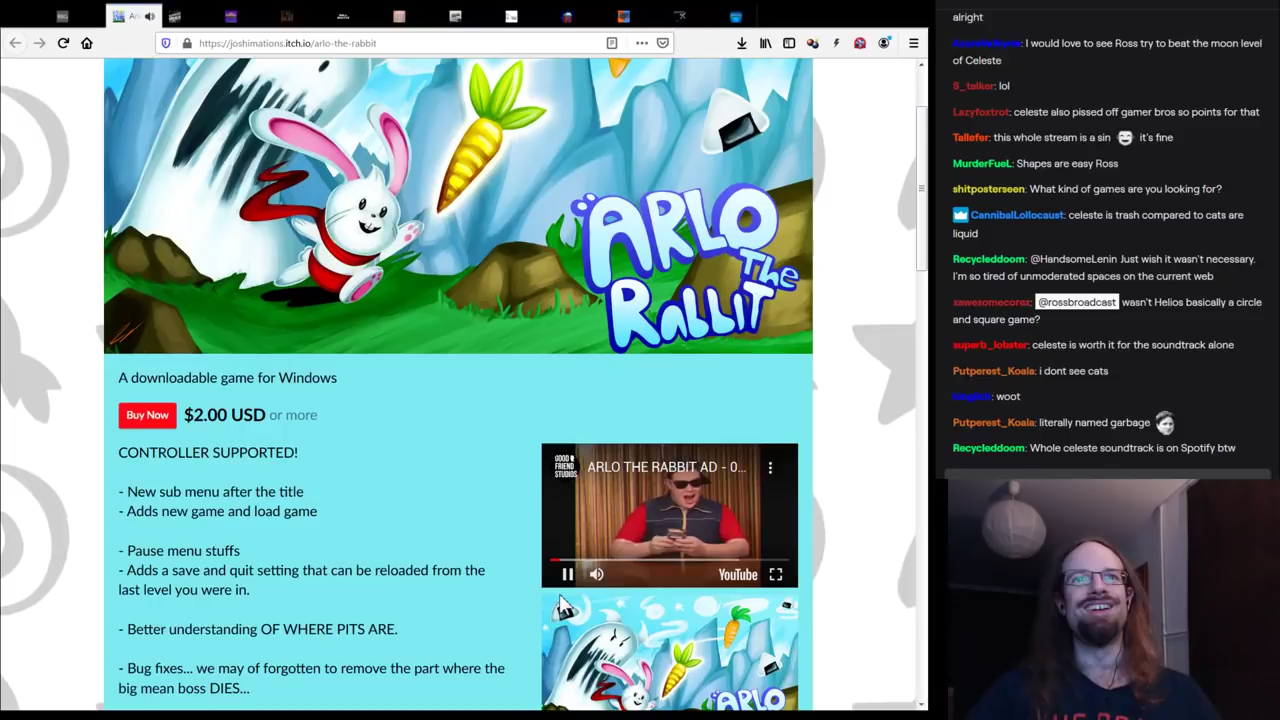 https://joshimations.itch.io/arlo-the-rabbit
ARLO
The
RabbiT
A downloadable game for Windows
Buy Now $2.00 USD or more
CONTROLLER SUPPORTED!
- New sub menu after the title
- Adds new game and load game
- Pause menu stuffs
- Adds a save and quit setting that can be reloaded from the
last level you were in.
- Better understanding OF WHERE PITS ARE.
- Bug fixes... we may of forgotten to remove the part where the
big mean boss DIES...
GOOD
FRIEND
STUDIOS
ARLO THE RABBIT AD - 0...
YouTube
ARLO
alright
I would love to see Ross try to beat the moon level
of Celeste
S_talker: lol
Lazyfoxtrot: celeste also pissed off gamer bros so points for that
Tallefer: this whole stream is a sin it's fine
MurderFueL: Shapes are easy Ross
shitposterseen: What kind of games are you looking for?
CannibalLollocaust: celeste is trash compared to cats are
liquid
Recycleddoom: @HandsomeLenin Just wish it wasn't necessary.
I'm so tired of unmoderated spaces on the current web
xawesomecorex: @rossbroadcast wasn't Helios basically a circle
and square game?
superb_lobster: celeste is worth it for the soundtrack alone
Putperest_Koala: i dont see cats
woot
Putperest_Koala: literally named garbage
Recycleddoom: Whole celeste soundtrack is on Spotify btw